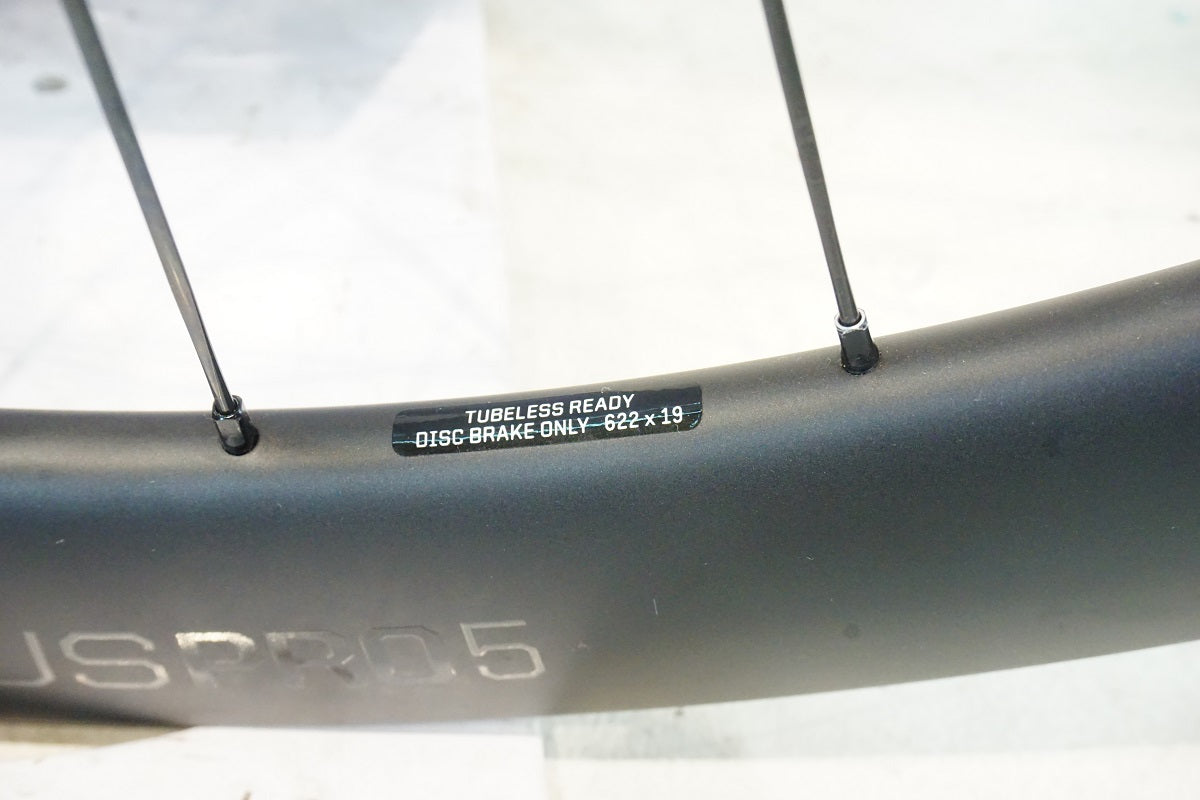 TUBELESS READY
DISC BRAKE ONLY 622 x 19
USPRO5